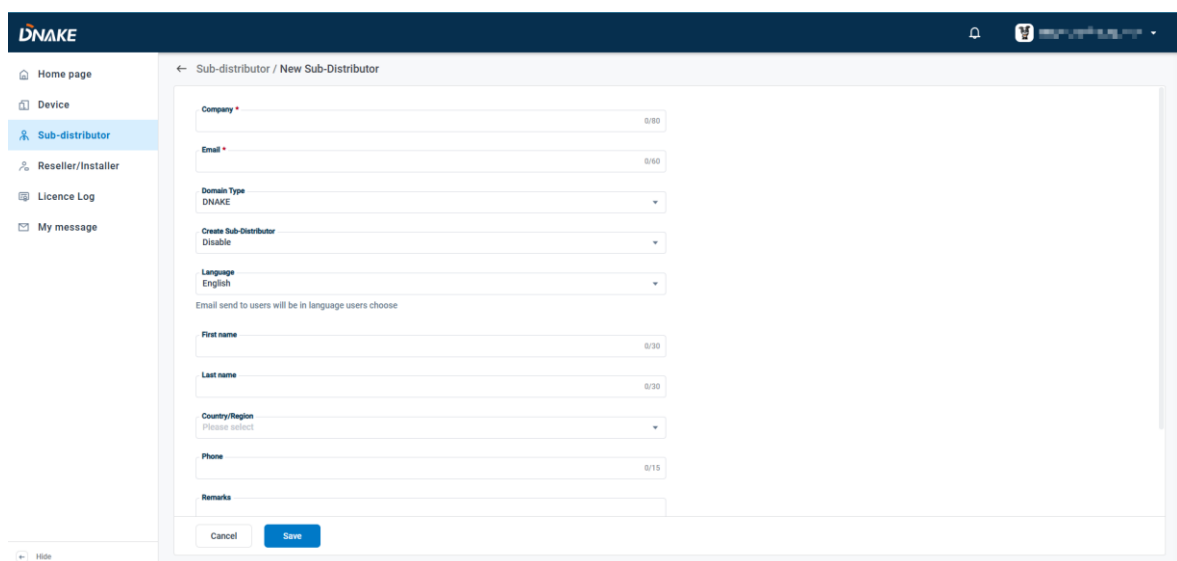 DNAKE
Home page
Device
Sub-distributor
Reseller/Installer
Licence Log
My message
Hide
← Sub-distributor / New Sub-Distributor
Company *
0/80
Email *
0/60
Domain Type
DNAKE
Create Sub-Distributor
Disable
Language
English
Email send to users will be in language users choose
First name
0/30
Last name
0/30
Country/Region
Please select
Phone
0/15
Remarks
Cancel Save